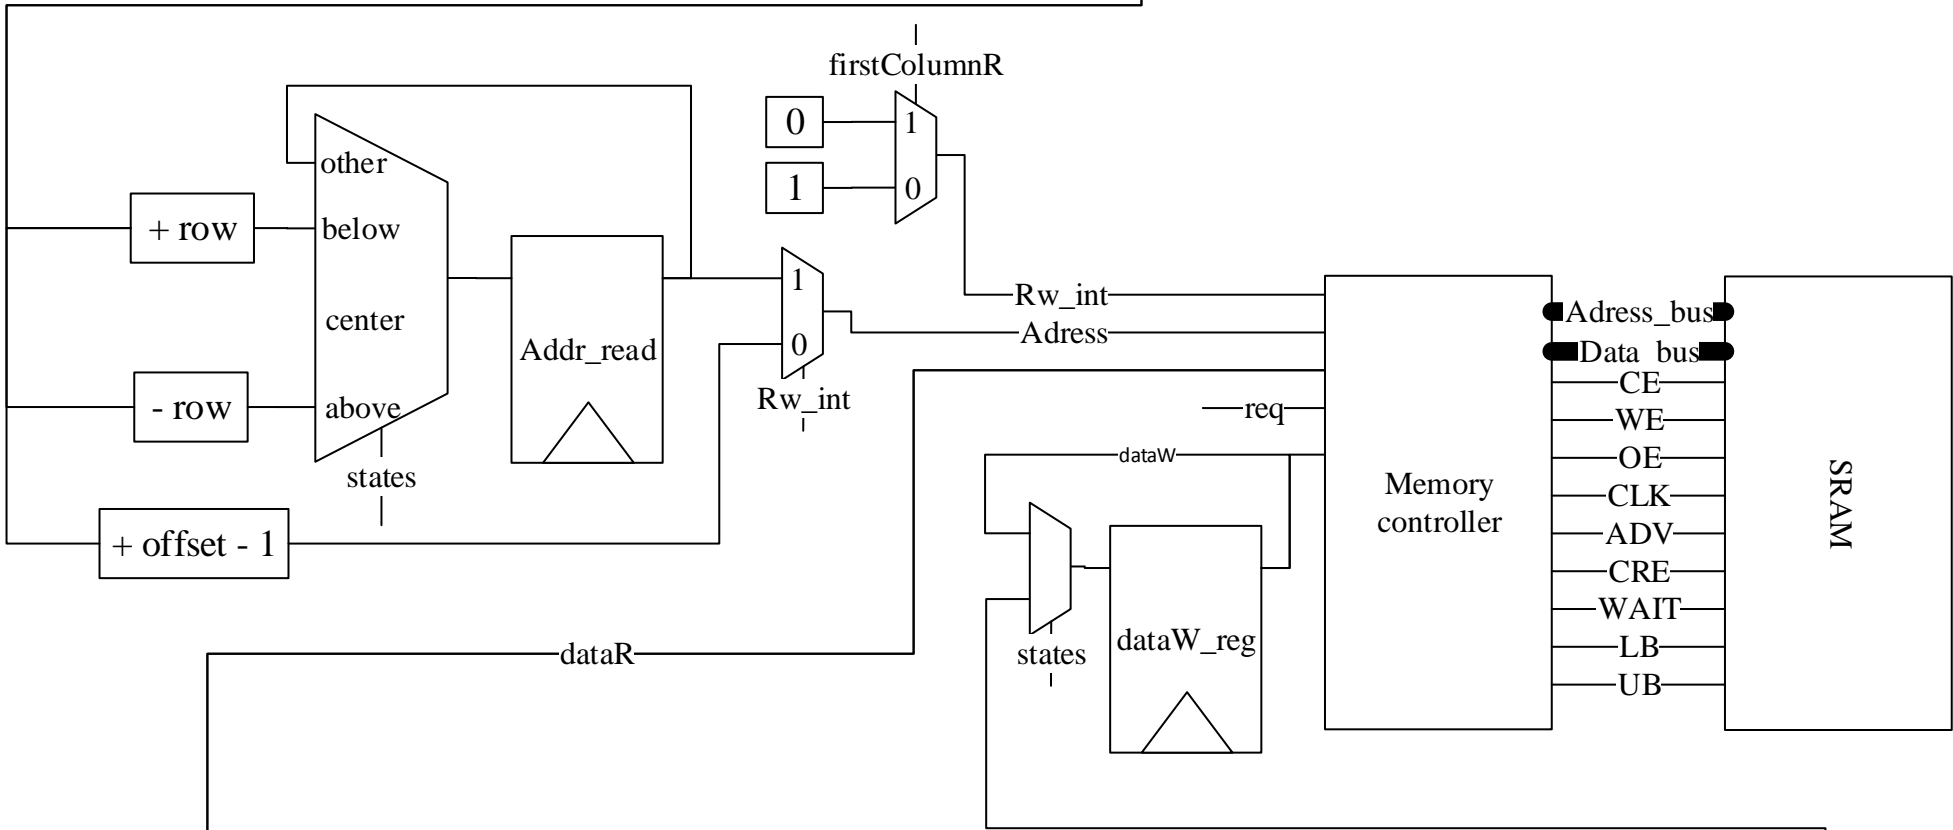 firstColumnR
0
1
1
0
other
+ row
below
center
- row
above
states
Addr_read
1
0
Rw_int
+ offset - 1
Rw_int
Adress
req
dataW
dataR
states
dataW_reg
Memory
controller
Adress_bus
Data_bus
CE
WE
OE
CLK
ADV
CRE
WAIT
LB
UB
SRAM